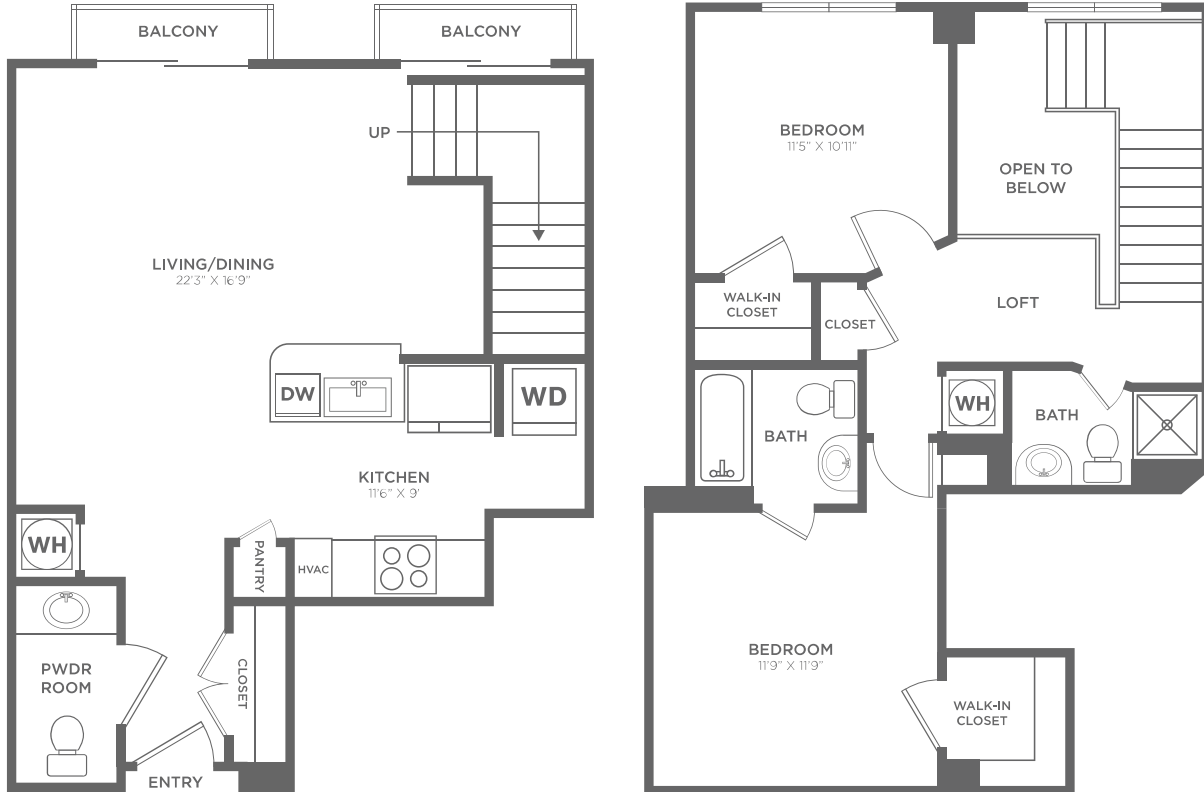 BALCONY
BALCONY
UP
LIVING/DINING
22'3" X 16'9"
DW
WD
KITCHEN
11'6" X 9'
WH
PANTRY
HVAC
PWDR
ROOM
CLOSET
ENTRY
BEDROOM
11'5" X 10'11"
OPEN TO
BELOW
WALK-IN
CLOSET
CLOSET
LOFT
WH
BATH
BATH
BEDROOM
11'9" X 11'9"
WALK-IN
CLOSET